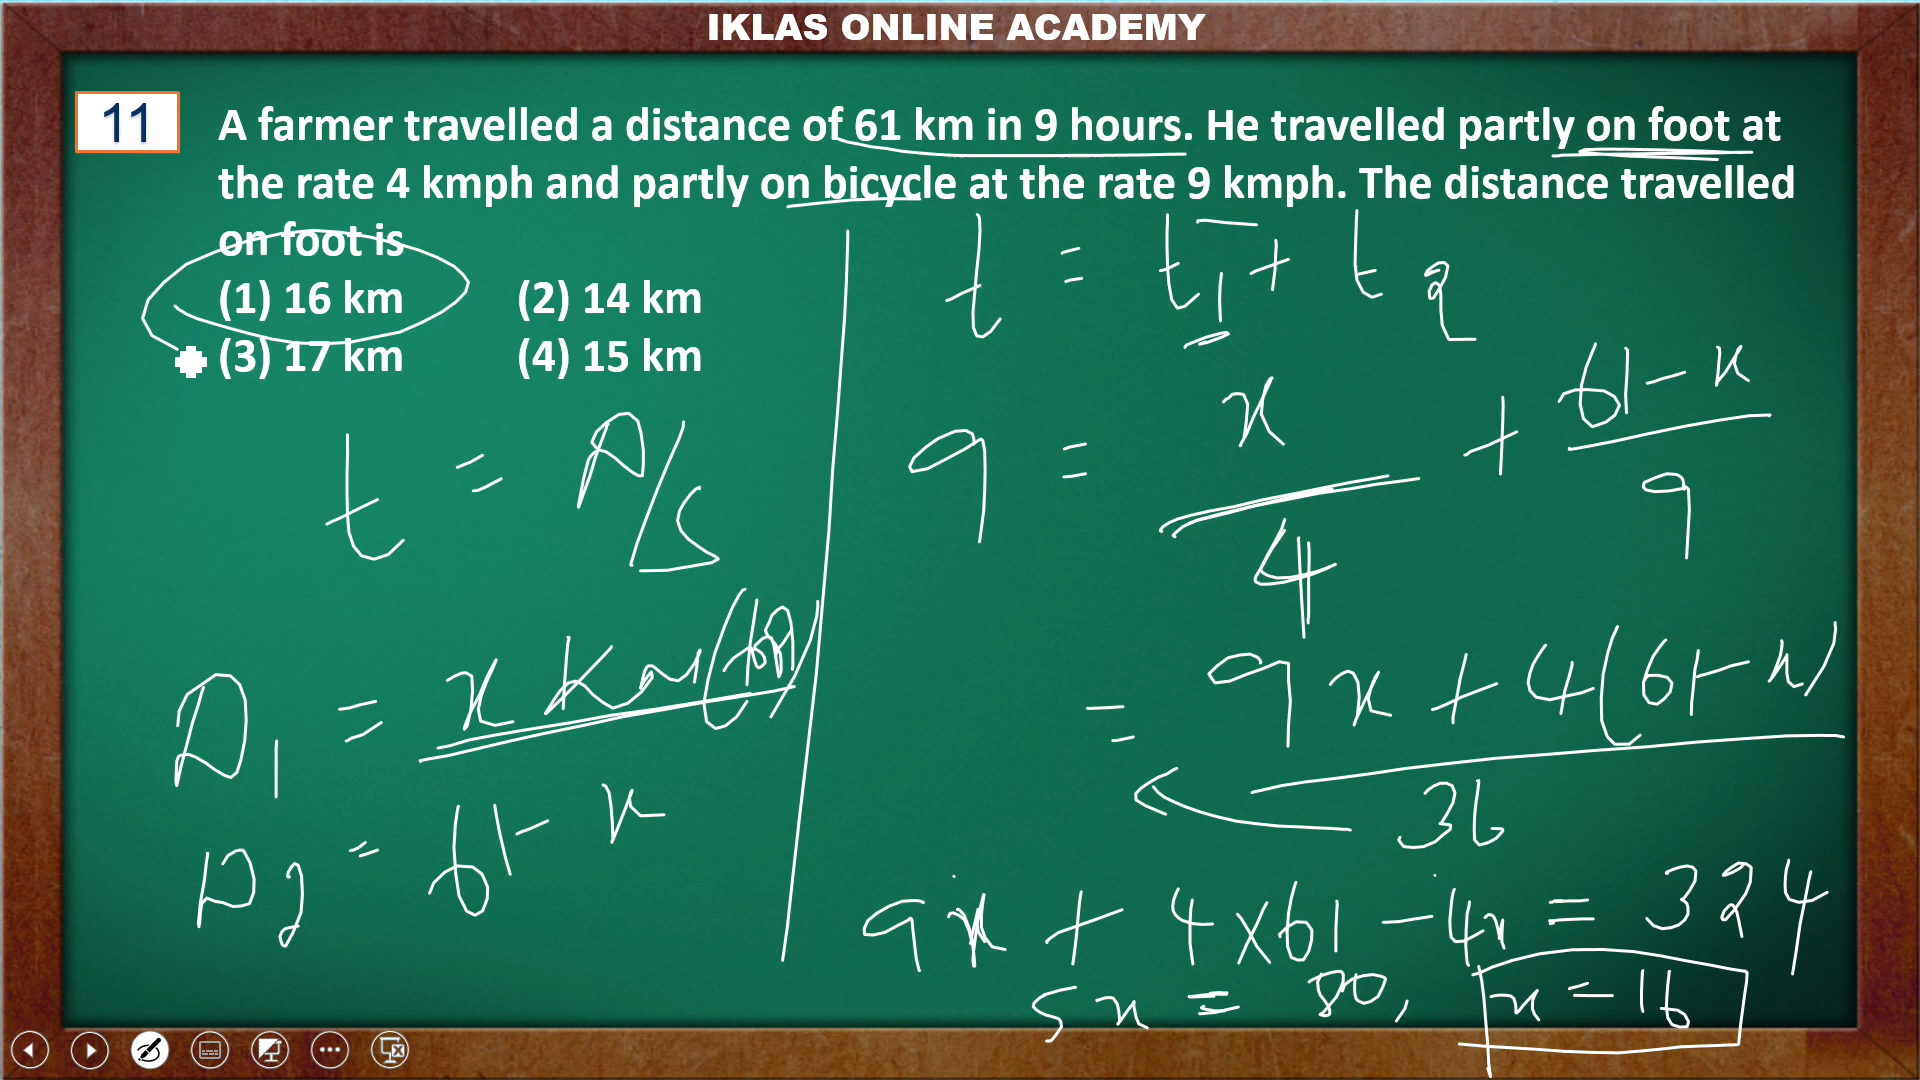 IKLAS ONLINE ACADEMY
11
A farmer travelled a distance of 61 km in 9 hours. He travelled partly on foot at
the rate 4 kmph and partly on bicycle at the rate 9 kmph. The distance travelled
on foot is
(1) 16 km (2) 14 km
(3) 17 km (4) 15 km
t = D/S
D1 = x Km
D2 = 61 - x
t = t1 + t2
9 = x/4 + 61-x/9
= 9x + 4(61-x)
36
9x + 4x61 - 4x = 324
5x = 80, x = 16